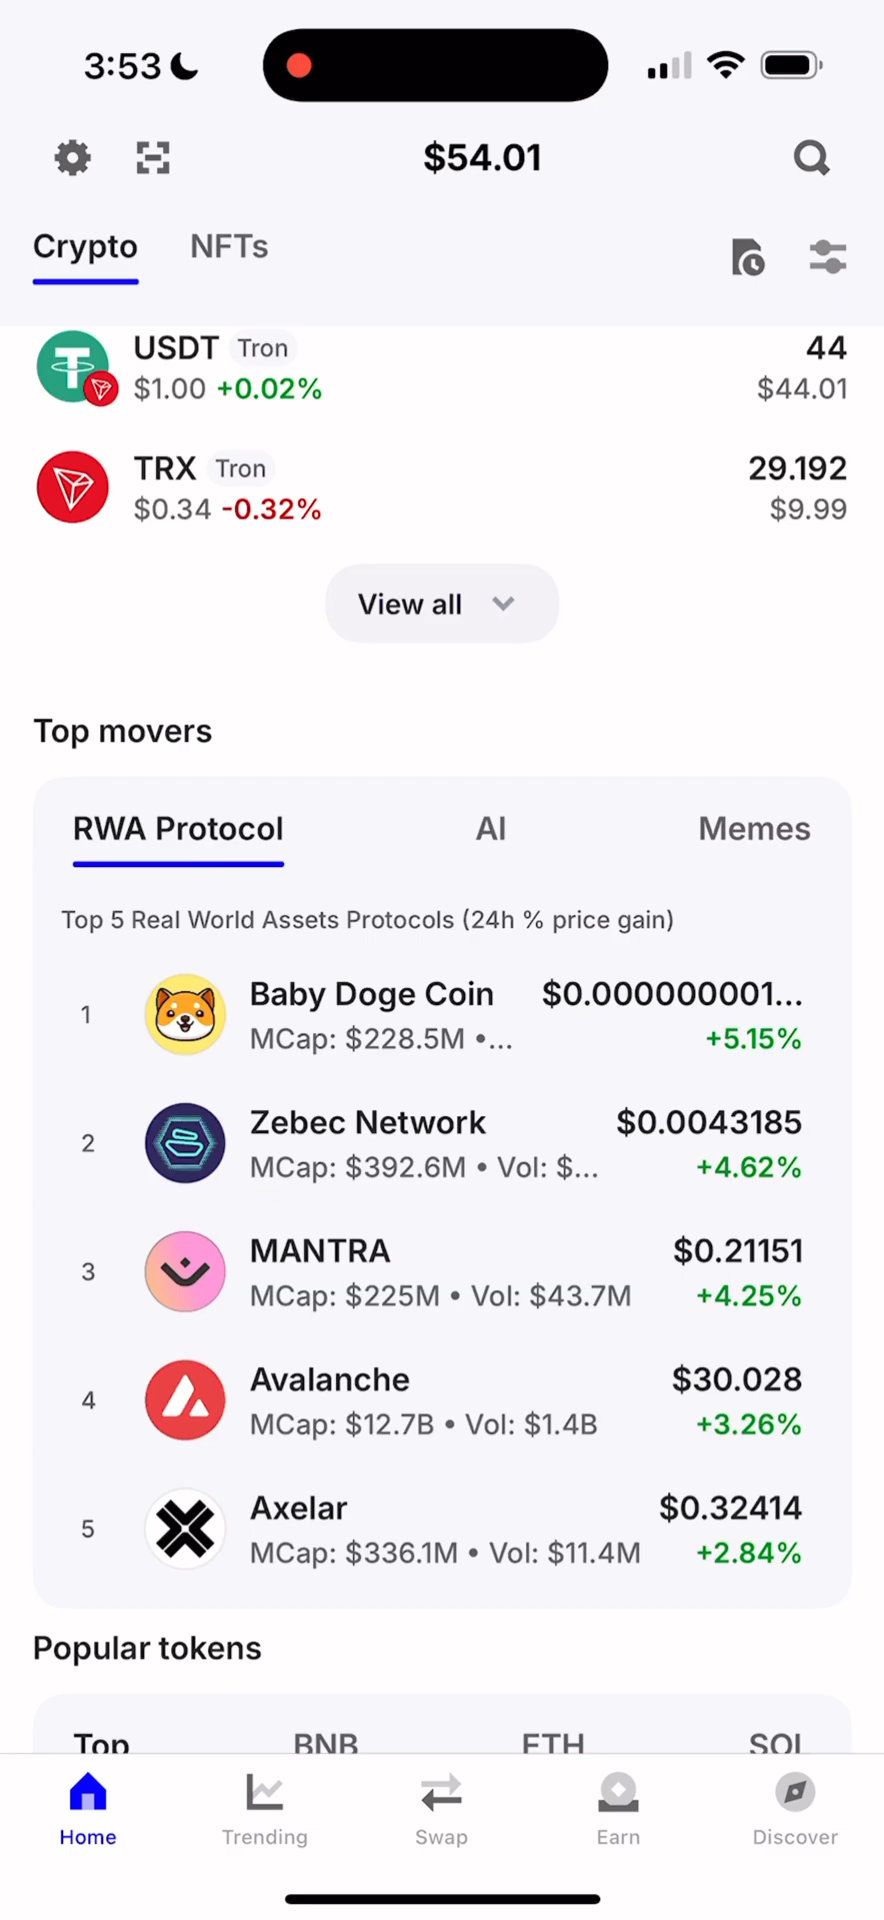 3:53
$54.01
Crypto NFTs
USDT Tron 44
$1.00 +0.02% $44.01
TRX Tron 29.192
$0.34 -0.32% $9.99
View all
Top movers
RWA Protocol AI Memes
Top 5 Real World Assets Protocols (24h % price gain)
1 Baby Doge Coin $0.000000001...
MCap: $228.5M •... +5.15%
2 Zebec Network $0.0043185
MCap: $392.6M • Vol: $... +4.62%
3 MANTRA $0.21151
MCap: $225M • Vol: $43.7M +4.25%
4 Avalanche $30.028
MCap: $12.7B • Vol: $1.4B +3.26%
5 Axelar $0.32414
MCap: $336.1M • Vol: $11.4M +2.84%
Popular tokens
Top BNB ETH SOL
Home Trending Swap Earn Discover